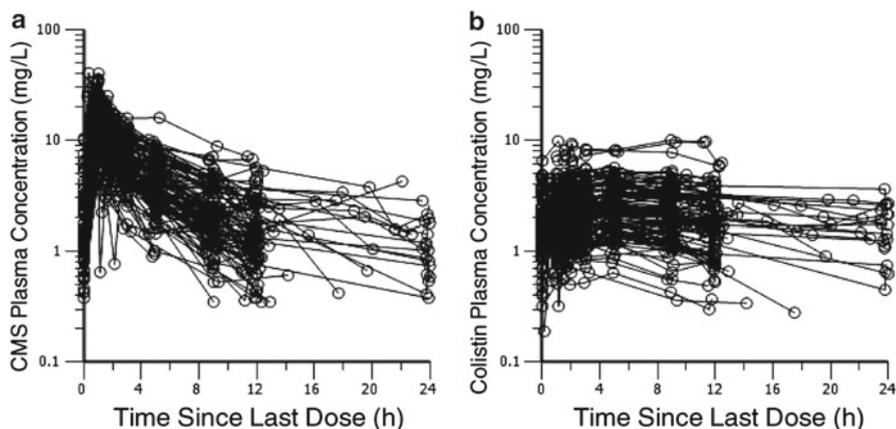 a
CMS Plasma Concentration (mg/L)
100
10
1
0.1
0 4 8 12 16 20 24
Time Since Last Dose (h)
b
Colistin Plasma Concentration (mg/L)
100
10
1
0.1
0 4 8 12 16 20 24
Time Since Last Dose (h)